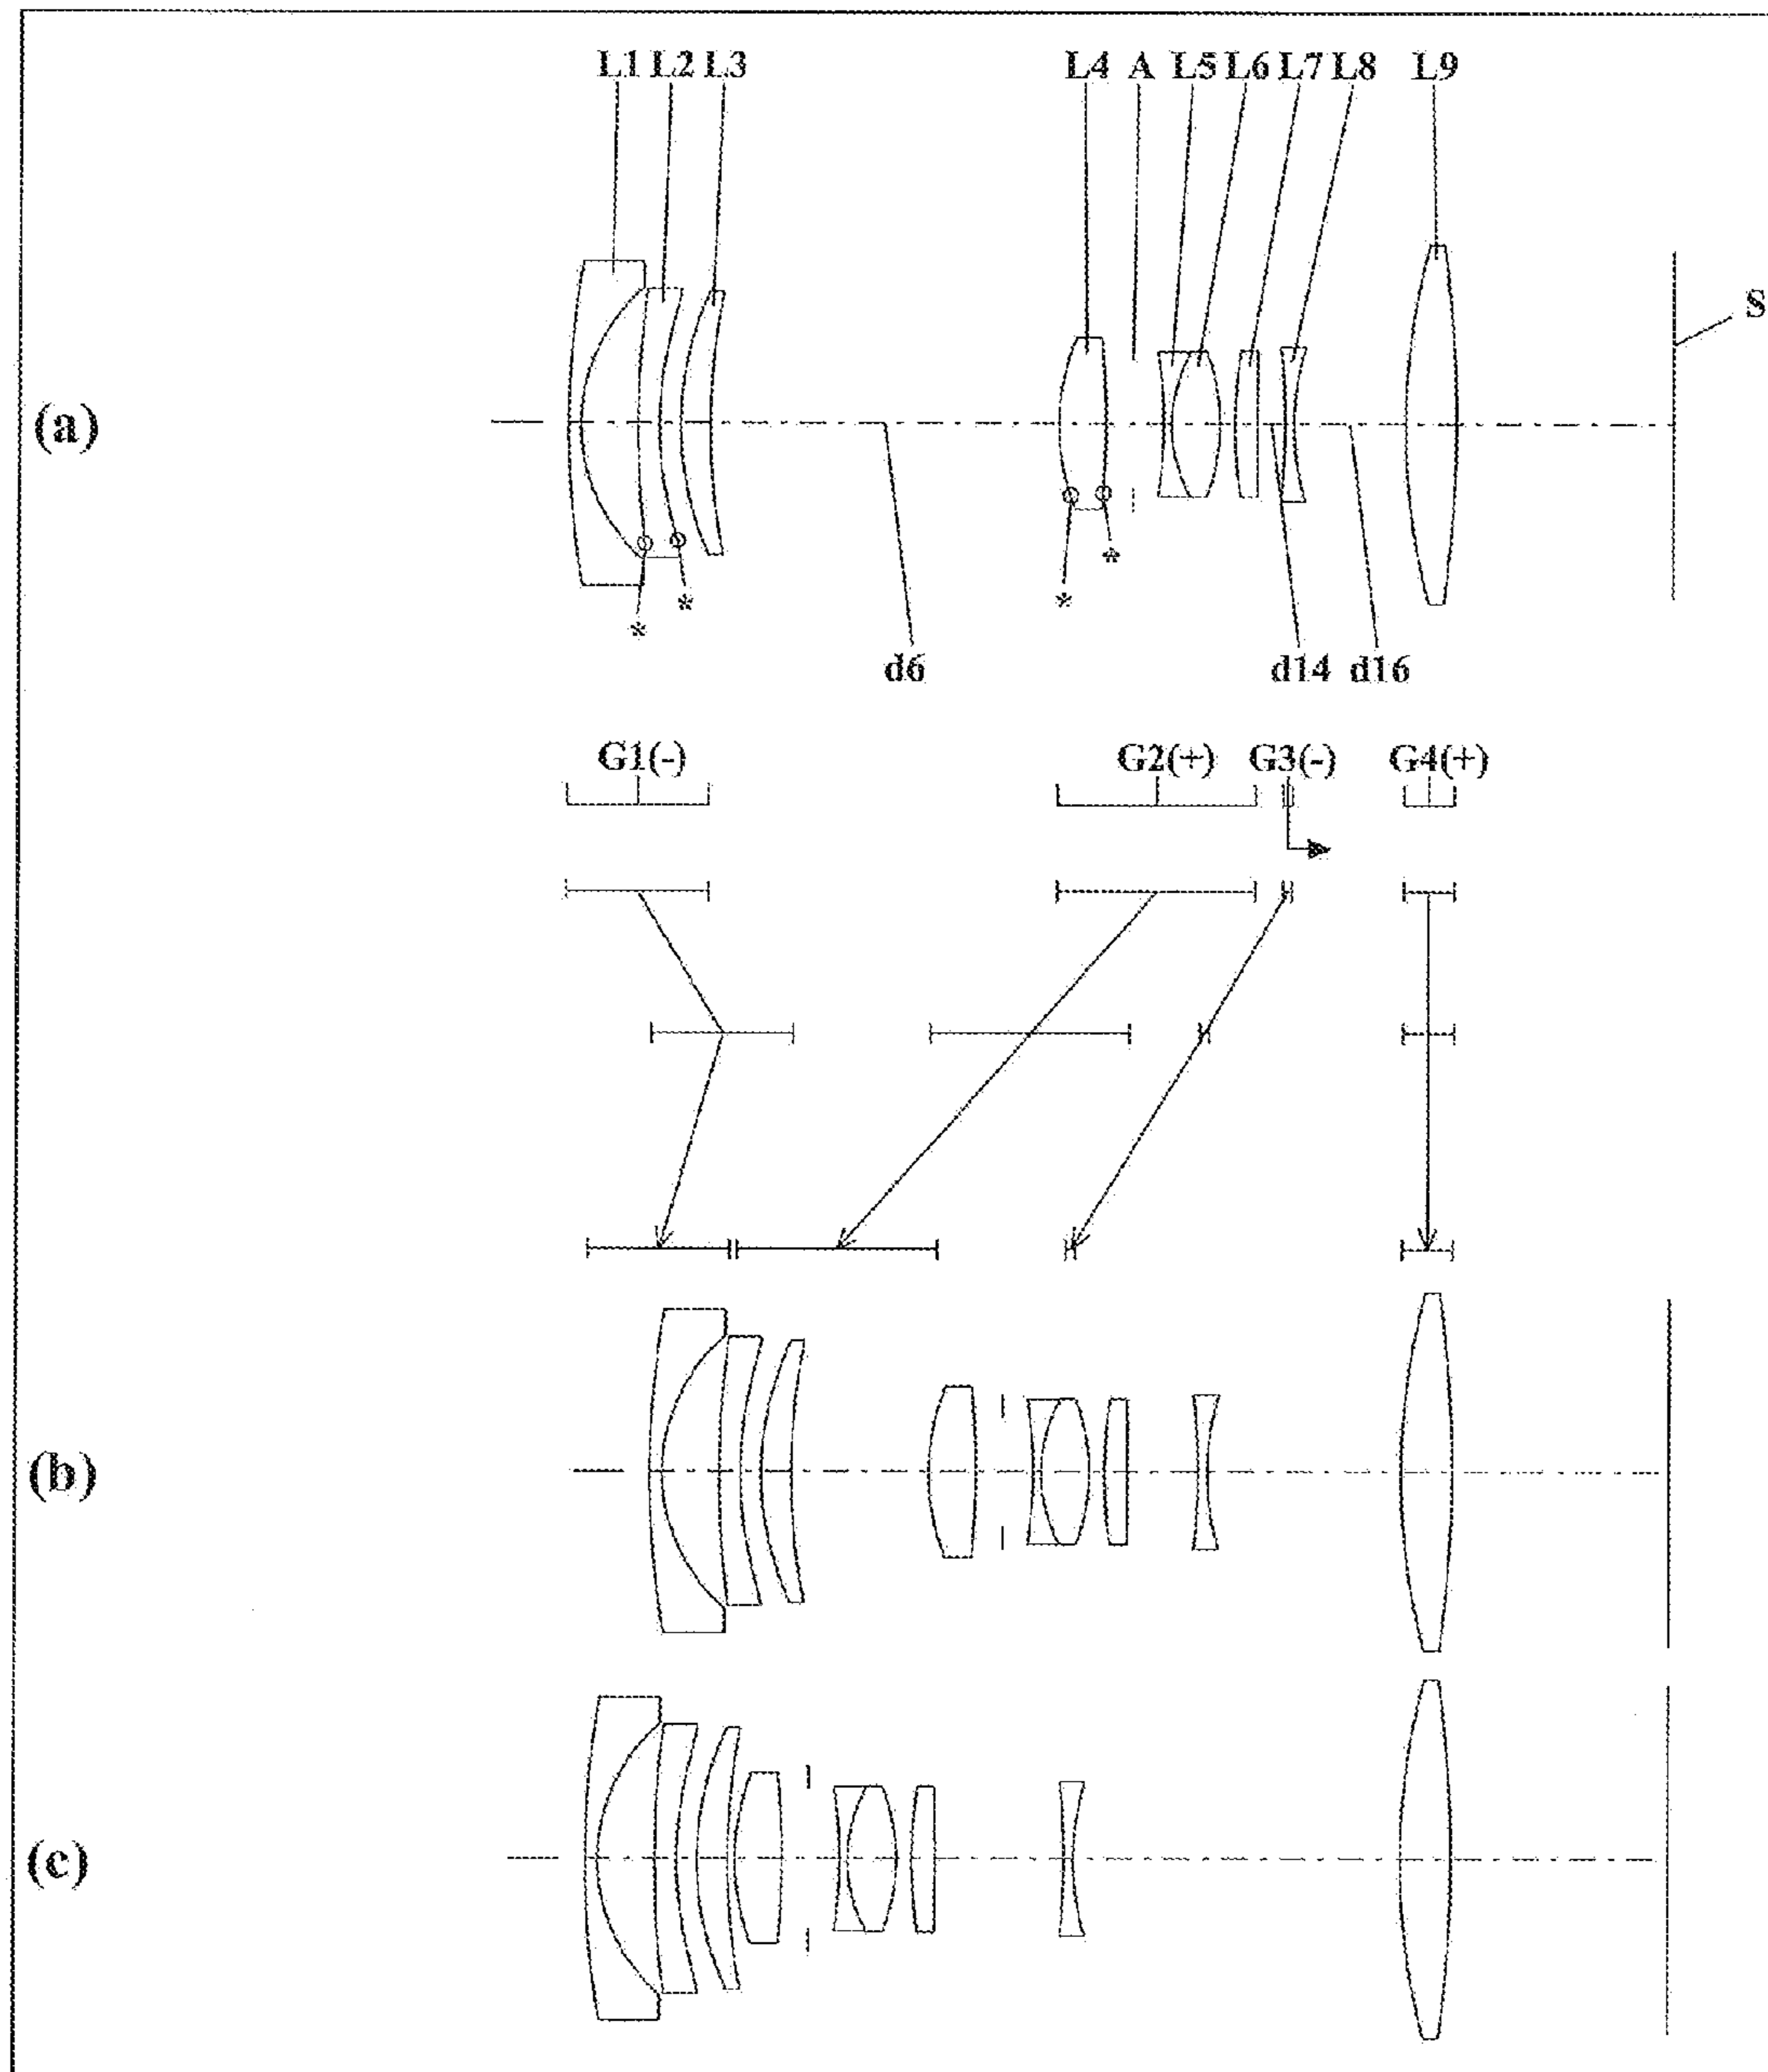 L1 L2 L3 L4 A L5 L6 L7 L8 L9
S
(a)
* * * *
d6 d14 d16
G1(-) G2(+) G3(-) G4(+)
(b)
(c)